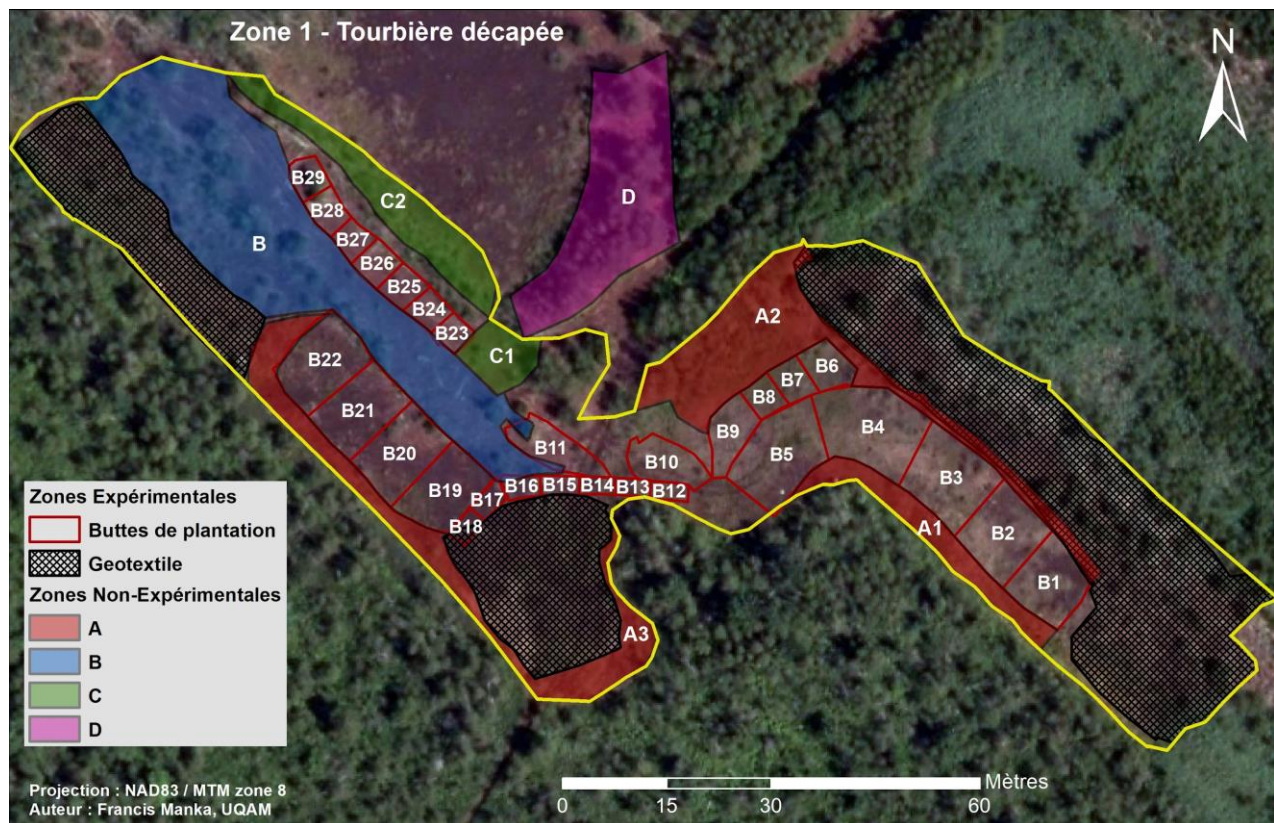 Zone 1 - Tourbière décapée
N
B29
B28
B27
B26
B25
B24
B23
C2
B
D
C1
A2
B22
B21
B20
B19
B17
B18
B16
B15
B14
B13
B12
B11
B10
B9
B8
B7
B6
B5
B4
B3
B2
B1
A1
A3
Zones Expérimentales
Buttes de plantation
Geotextile
Zones Non-Expérimentales
A
B
C
D
Projection : NAD83 / MTM zone 8
Auteur : Francis Manka, UQAM
Mètres
0 15 30 60